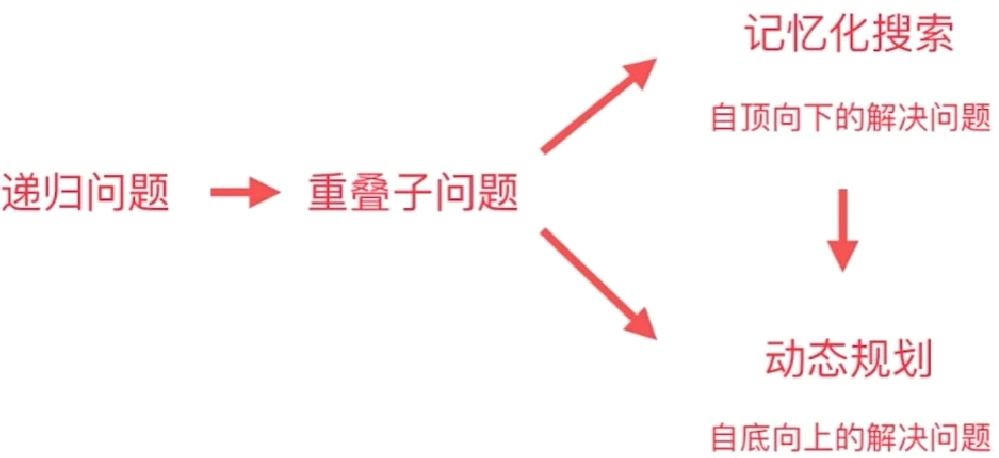 记忆化搜索
自顶向下的解决问题
递归问题
重叠子问题
动态规划
自底向上的解决问题